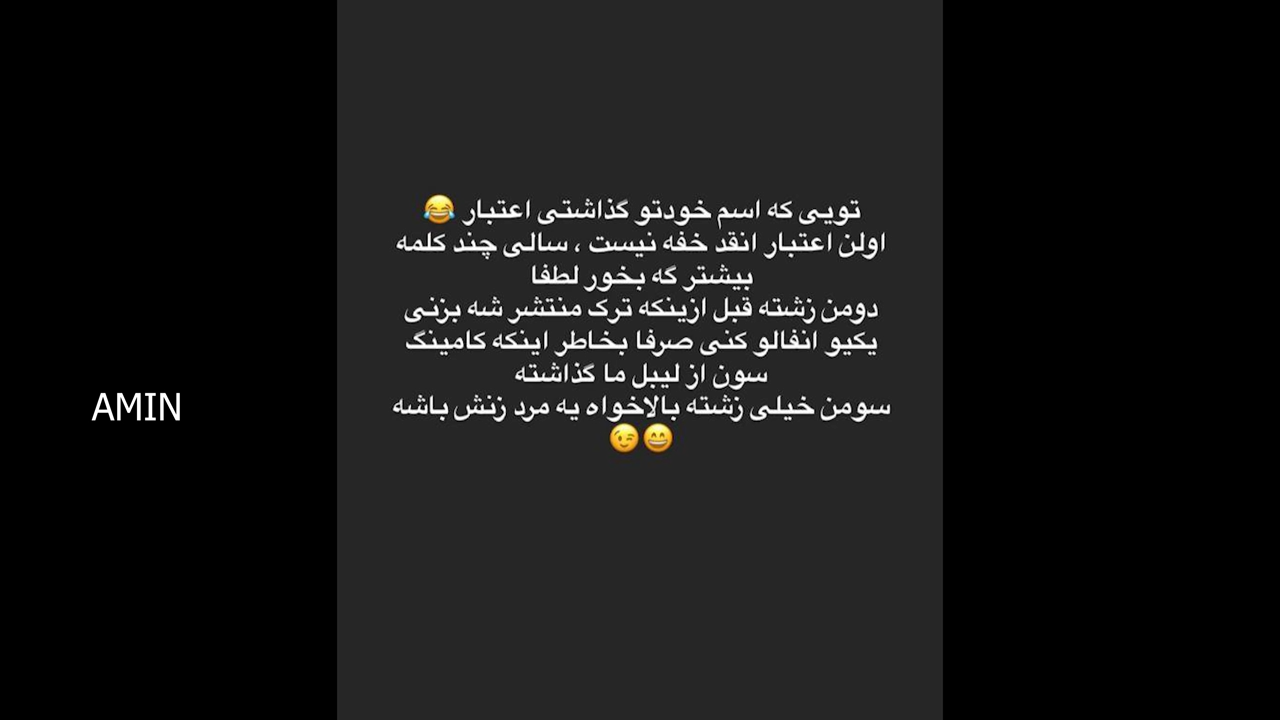 تویی که اسم خودتو گذاشتی اعتبار 😂
اولن اعتبار انقد خفه نیست ، سالی چند کلمه
بیشتر گه بخور لطفا
دومن زشته قبل ازینکه ترک منتشر شه بزنی
یکیو انفالو کنی صرفا بخاطر اینکه کامینگ
سون از لیبل ما گذاشته
سومن خیلی زشته بالاخواه یه مرد زنش باشه
😉😄
AMIN